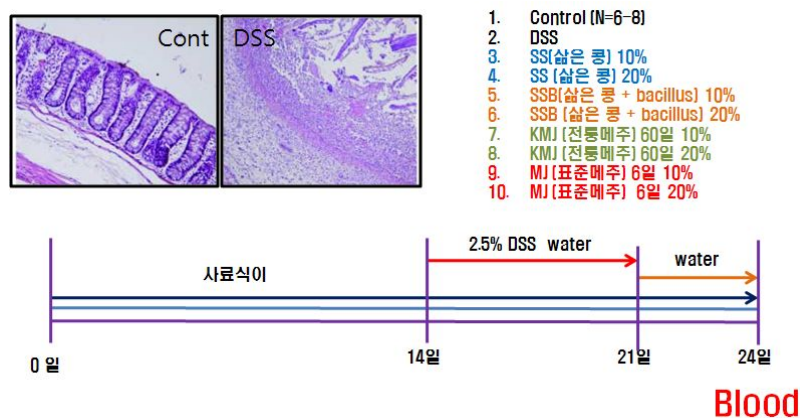 Cont
DSS
1. Control (N=6-8)
2. DSS
3. SS(삶은 콩) 10%
4. SS (삶은 콩) 20%
5. SSB(삶은 콩 + bacillus) 10%
6. SSB (삶은 콩 + bacillus) 20%
7. KMJ (전통메주) 60일 10%
8. KMJ (전통메주) 60일 20%
9. MJ (표준메주) 6일 10%
10. MJ (표준메주) 6일 20%
2.5% DSS water
water
사료식이
0 일
14일
21일
24일
Blood